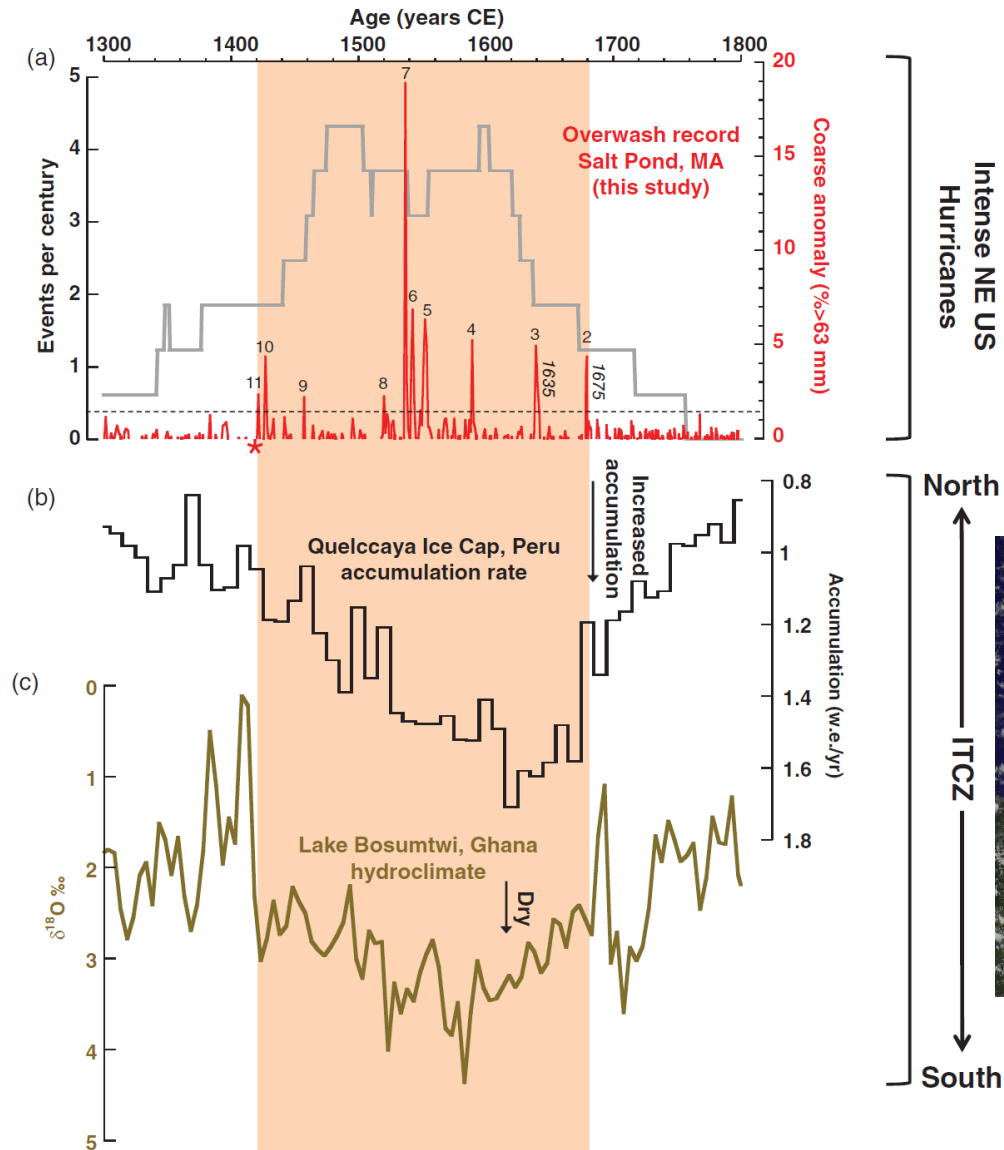 Age (years CE)
1300 1400 1500 1600 1700 1800
(a)
5
4
3
2
1
0
Events per century
20
15
10
5
0
Coarse anomaly (%>63 mm)
Overwash record
Salt Pond, MA
(this study)
7
6
5
4
3
2
10
11
9
8
1635
1675
*
Intense NE US
Hurricanes
(b)
Quelccaya Ice Cap, Peru
accumulation rate
Increased
accumulation
0.8
1
1.2
1.4
1.6
1.8
Accumulation (w.e./yr)
North
ITCZ
South
(c)
0
1
2
3
4
5
δ¹⁸O ‰
Lake Bosumtwi, Ghana
hydroclimate
Dry